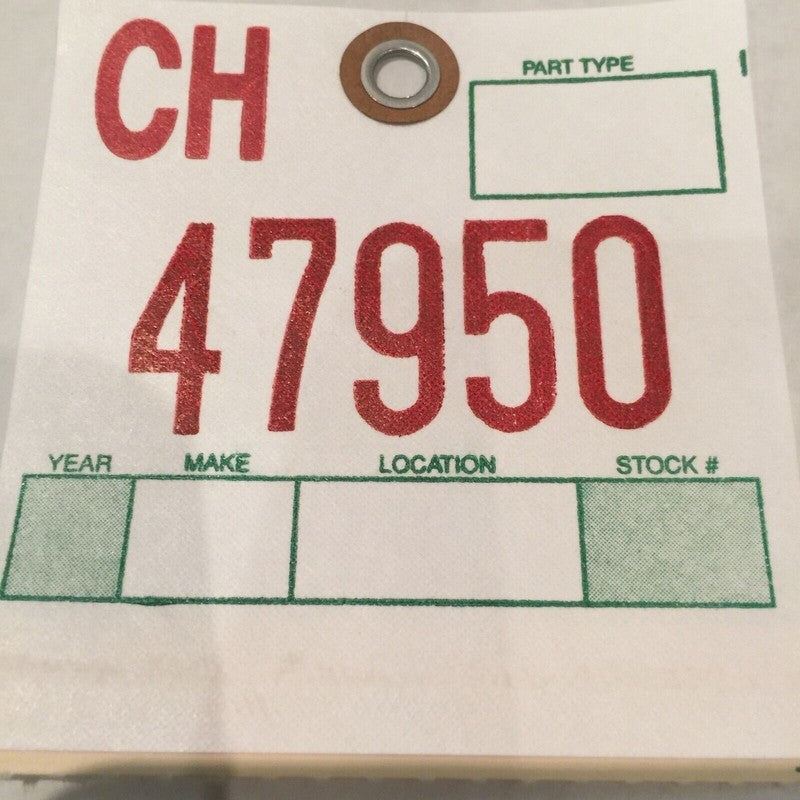 CH
PART TYPE
47950
YEAR MAKE LOCATION STOCK #